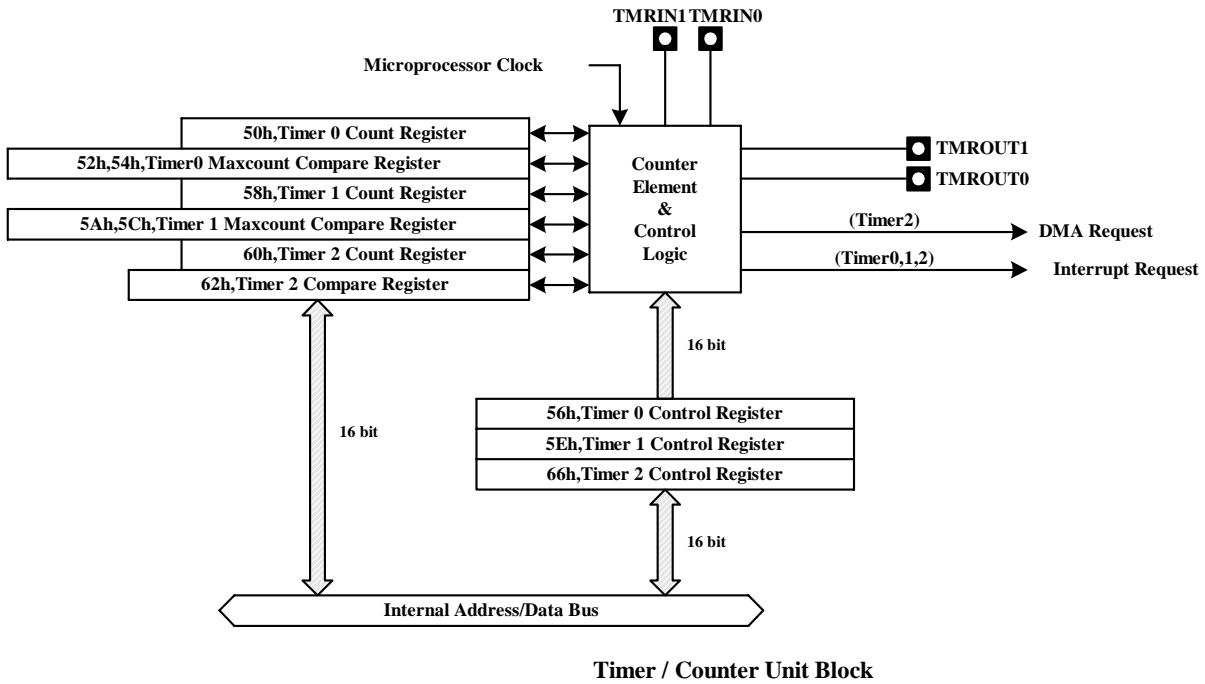 TMRIN1 TMRIN0
Microprocessor Clock
50h,Timer 0 Count Register
52h,54h,Timer0 Maxcount Compare Register
58h,Timer 1 Count Register
5Ah,5Ch,Timer 1 Maxcount Compare Register
60h,Timer 2 Count Register
62h,Timer 2 Compare Register
Counter
Element
&
Control
Logic
TMROUT1
TMROUT0
(Timer2)
DMA Request
(Timer0,1,2)
Interrupt Request
16 bit
56h,Timer 0 Control Register
5Eh,Timer 1 Control Register
66h,Timer 2 Control Register
16 bit
16 bit
Internal Address/Data Bus
Timer / Counter Unit Block